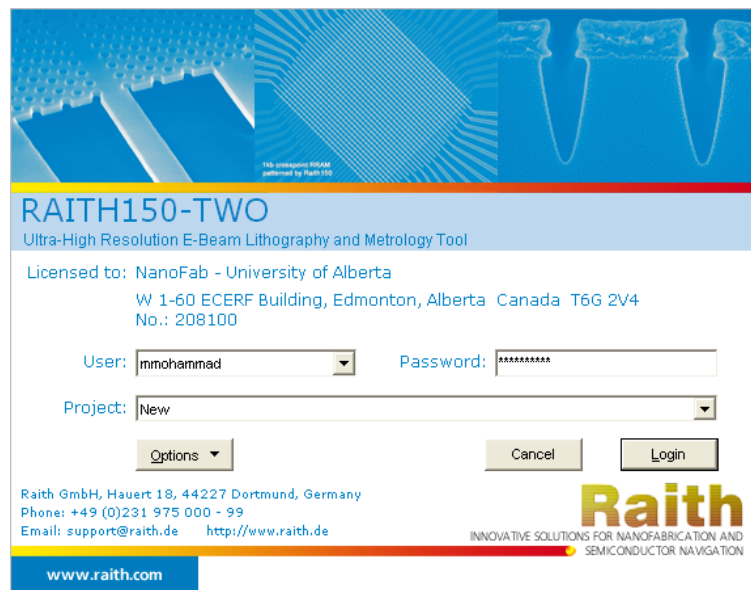 1kb crosspoint RRAM
patterned by Raith150
RAITH150-TWO
Ultra-High Resolution E-Beam Lithography and Metrology Tool
Licensed to: NanoFab - University of Alberta
W 1-60 ECERF Building, Edmonton, Alberta Canada T6G 2V4
No.: 208100
User: mmohammad Password: **********
Project: New
Options Cancel Login
Raith GmbH, Hauert 18, 44227 Dortmund, Germany
Phone: +49 (0)231 975 000 - 99
Email: support@raith.de http://www.raith.de
Raith
INNOVATIVE SOLUTIONS FOR NANOFABRICATION AND
SEMICONDUCTOR NAVIGATION
www.raith.com